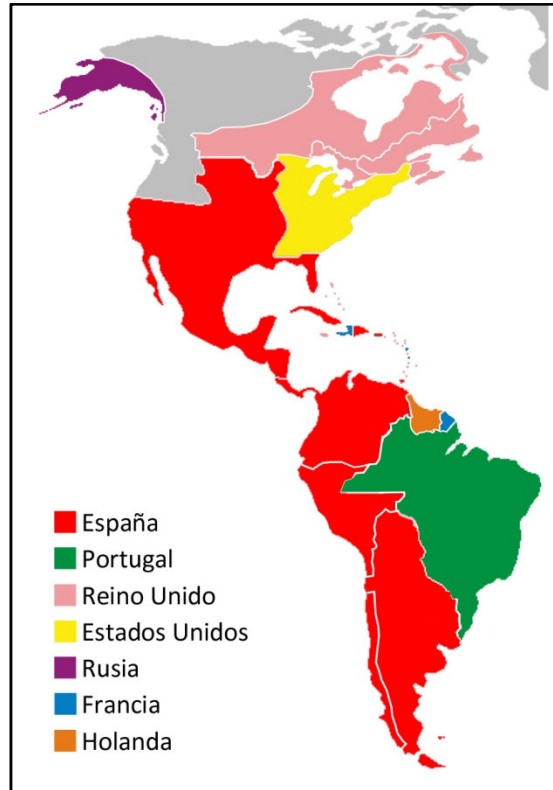 España
Portugal
Reino Unido
Estados Unidos
Rusia
Francia
Holanda